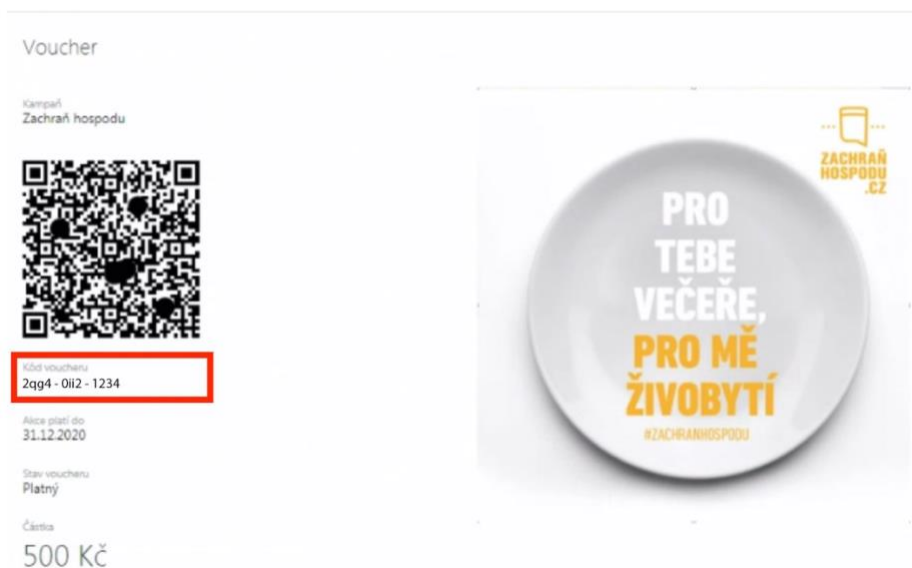 Voucher
Kampaň
Zachraň hospodu
Kód voucheru
2qg4 - 0ii2 - 1234
Akce platí do
31.12.2020
Stav voucheru
Platný
Částka
500 Kč
ZACHRAŇ
HOSPODU
.CZ
PRO
TEBE
VEČEŘE,
PRO MĚ
ŽIVOBYTÍ
#ZACHRANHOSPODU